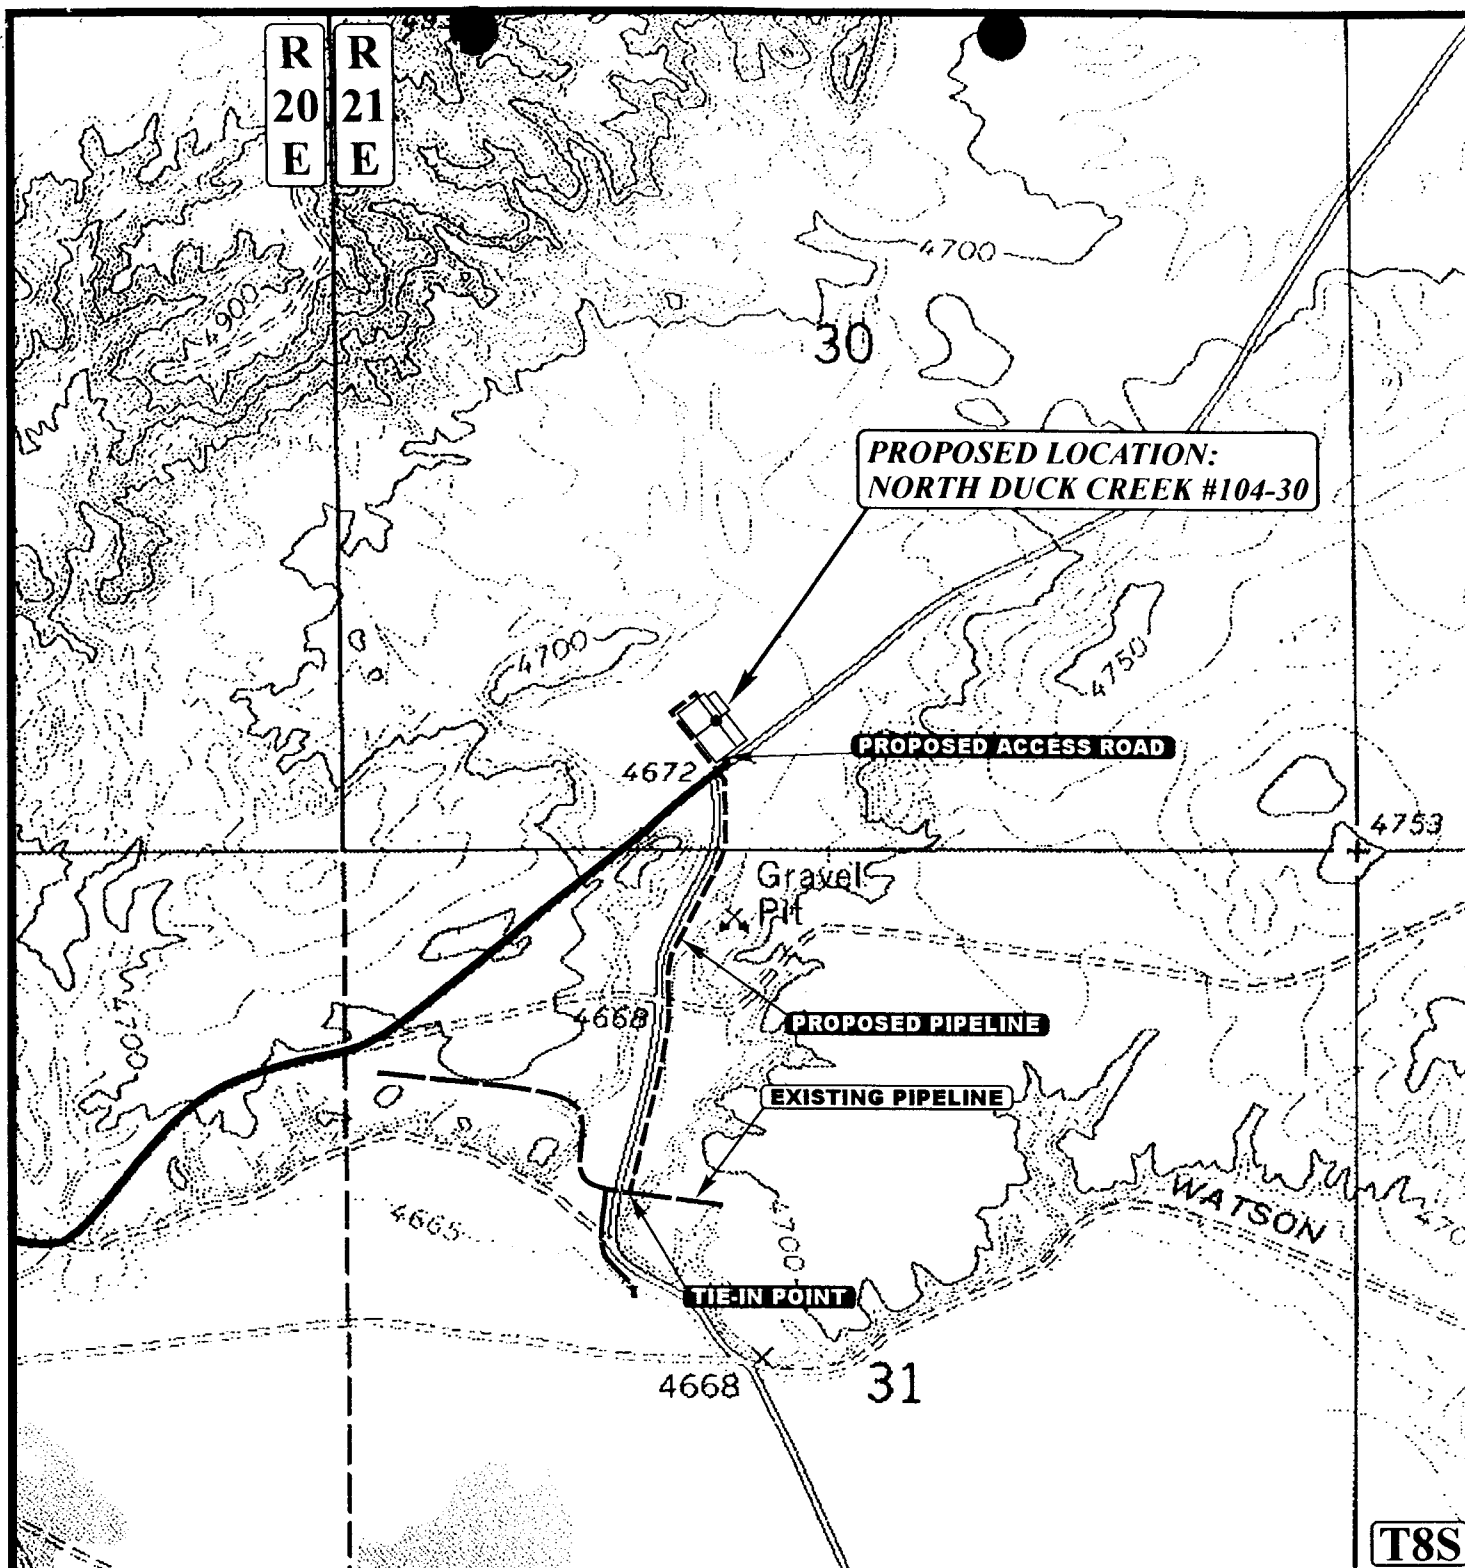 R R
20 21
E E
4700
4900
30
PROPOSED LOCATION:
NORTH DUCK CREEK #104-30
4700
4750
PROPOSED ACCESS ROAD
4672
4753
Gravel
Pit
4700
4668
PROPOSED PIPELINE
EXISTING PIPELINE
WATSON
4665
4700
TIE-IN POINT
4668
31
T8S